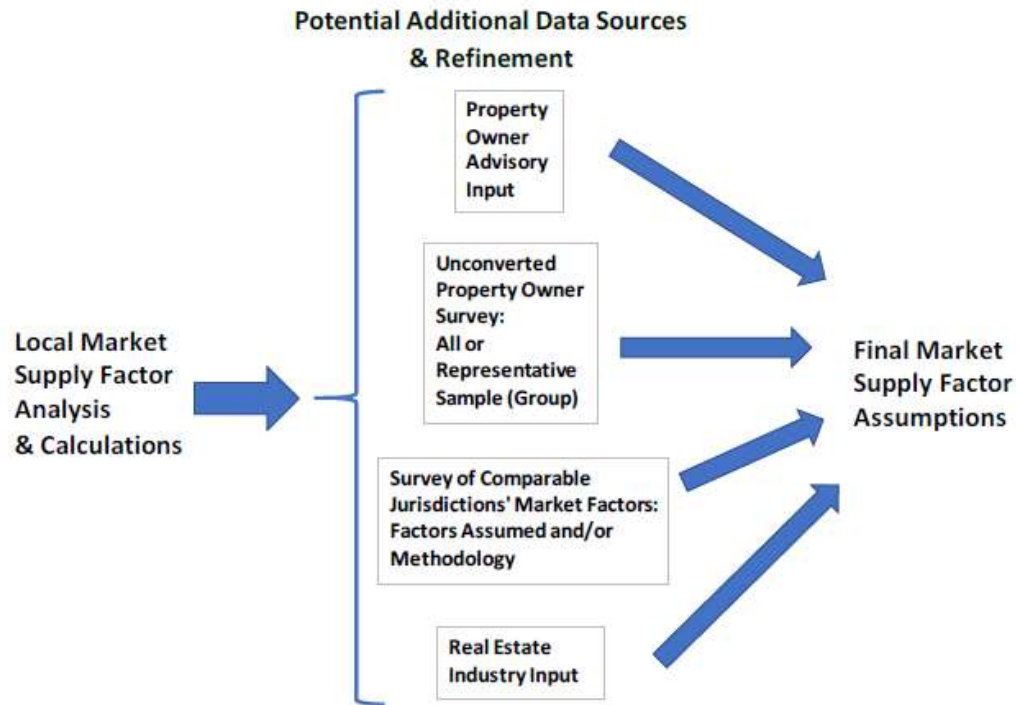 Potential Additional Data Sources
& Refinement
Property
Owner
Advisory
Input
Unconverted
Property Owner
Survey:
All or
Representative
Sample (Group)
Local Market
Supply Factor
Analysis
& Calculations
Final Market
Supply Factor
Assumptions
Survey of Comparable
Jurisdictions' Market Factors:
Factors Assumed and/or
Methodology
Real Estate
Industry Input